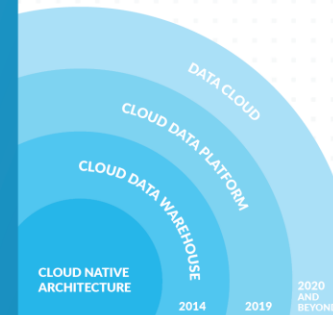 DATA CLOUD
CLOUD DATA PLATFORM
CLOUD DATA WAREHOUSE
CLOUD NATIVE
ARCHITECTURE
2014
2019
2020
AND
BEYOND